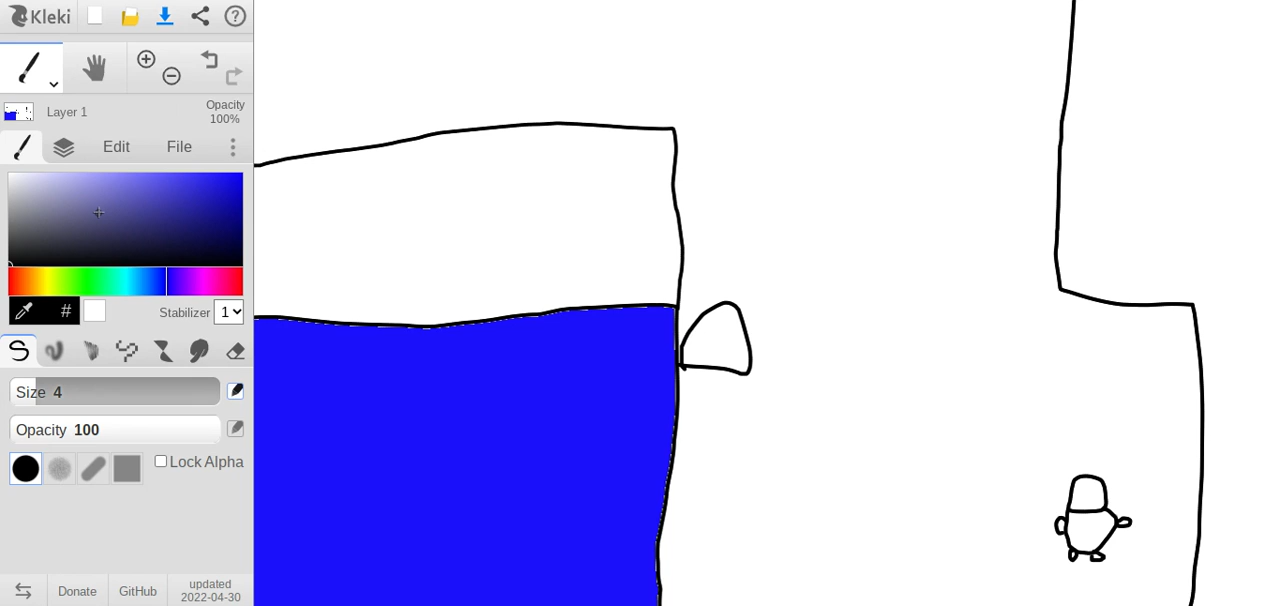 Kleki
Layer 1
Opacity
100%
Edit
File
#
Stabilizer 1
Size 4
Opacity 100
Lock Alpha
Donate
GitHub
updated
2022-04-30